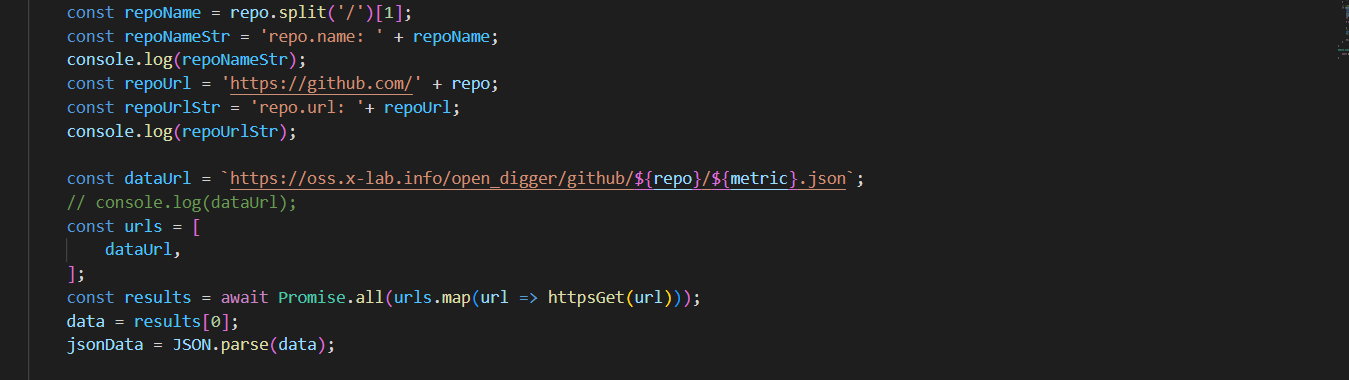 const repoName = repo.split('/')[1];
const repoNameStr = 'repo.name: ' + repoName;
console.log(repoNameStr);
const repoUrl = 'https://github.com/' + repo;
const repoUrlStr = 'repo.url: '+ repoUrl;
console.log(repoUrlStr);
const dataUrl = `https://oss.x-lab.info/open_digger/github/${repo}/${metric}.json`;
// console.log(dataUrl);
const urls = [
dataUrl,
];
const results = await Promise.all(urls.map(url => httpsGet(url)));
data = results[0];
jsonData = JSON.parse(data);